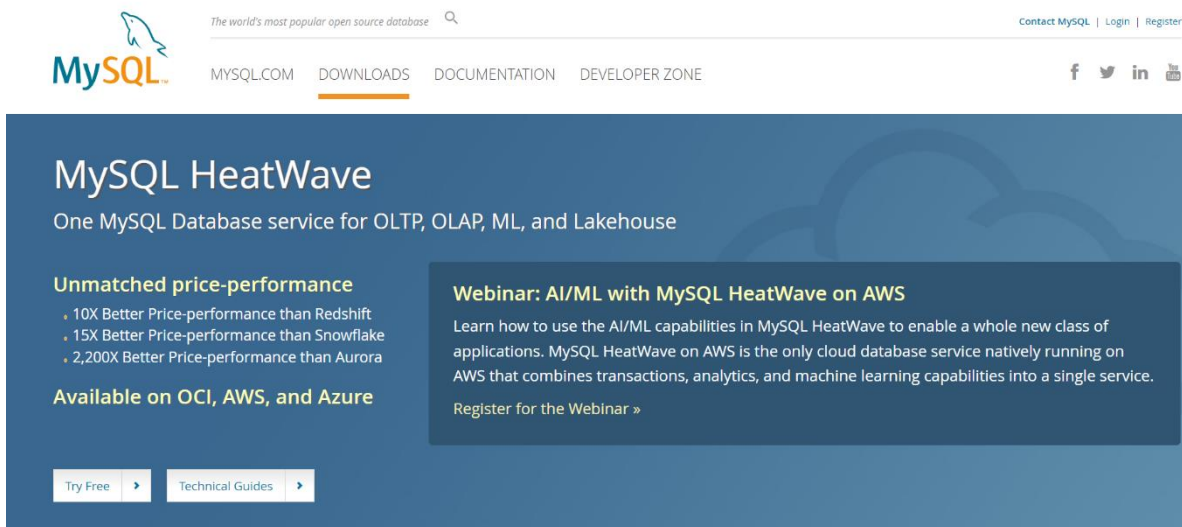 The world's most popular open source database
Contact MySQL | Login | Register
MySQL™
MYSQL.COM DOWNLOADS DOCUMENTATION DEVELOPER ZONE
f in You Tube
MySQL HeatWave
One MySQL Database service for OLTP, OLAP, ML, and Lakehouse
Unmatched price-performance
10X Better Price-performance than Redshift
15X Better Price-performance than Snowflake
2,200X Better Price-performance than Aurora
Available on OCI, AWS, and Azure
Webinar: AI/ML with MySQL HeatWave on AWS
Learn how to use the AI/ML capabilities in MySQL HeatWave to enable a whole new class of
applications. MySQL HeatWave on AWS is the only cloud database service natively running on
AWS that combines transactions, analytics, and machine learning capabilities into a single service.
Register for the Webinar »
Try Free Technical Guides